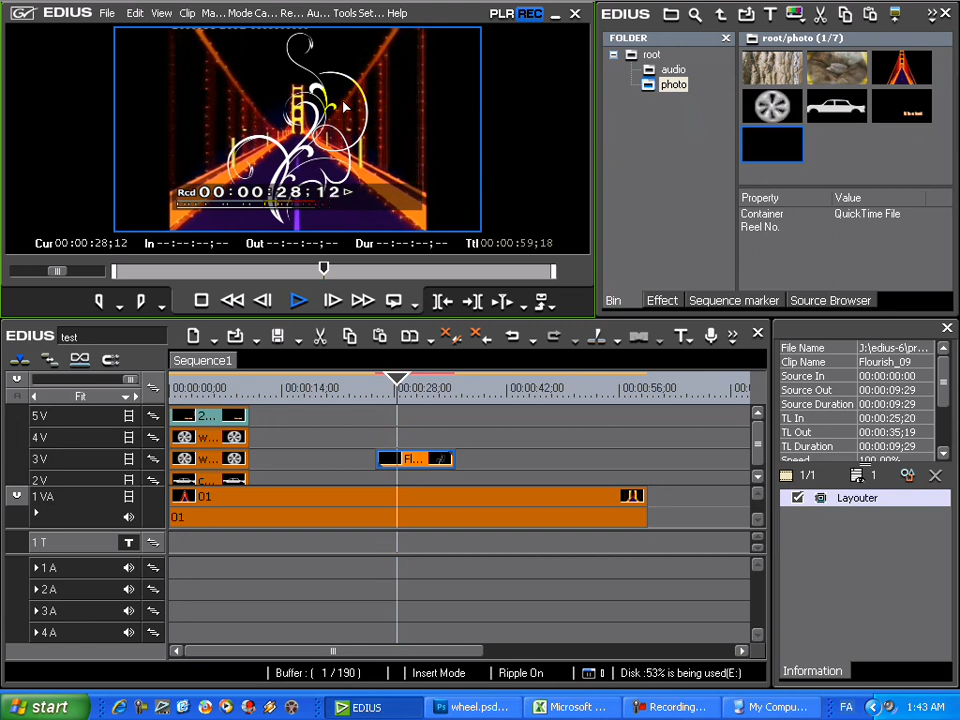 File Edit View Clip Ma... Mode Ca... Re... Au... Tools Set... Help PLR REC
Rcd 00:00:28:12
Cur 00:00:28;12 In --:--:--;-- Out --:--:--;-- Dur --:--:--;-- Ttl 00:00:59;18
EDIUS
FOLDER
root
audio
photo
root/photo (1/7)
Property Value
Container QuickTime File
Reel No.
Bin Effect Sequence marker Source Browser
EDIUS test
Sequence1
Fit
00:00:00;00 00:00:14;00 00:00:28;00 00:00:42;00 00:00:56;00 00:0
5 V 2...
4 V w...
3 V w... Fl...
2 V c...
1 VA 01
01
1 T T
1 A
2 A
3 A
4 A
Buffer : ( 1 / 190 ) Insert Mode Ripple On Disk :53% is being used(E:)
File Name J:\edius-6\pr...
Clip Name Flourish_09
Source In 00:00:00;00
Source Out 00:00:09;29
Source Duration 00:00:09;29
TL In 00:00:25;20
TL Out 00:00:35;19
TL Duration 00:00:09;29
Speed 100.00%
1/1 1
Layouter
Information
start EDIUS wheel.psd... Microsoft ... Recording... My Compu... FA 1:43 AM